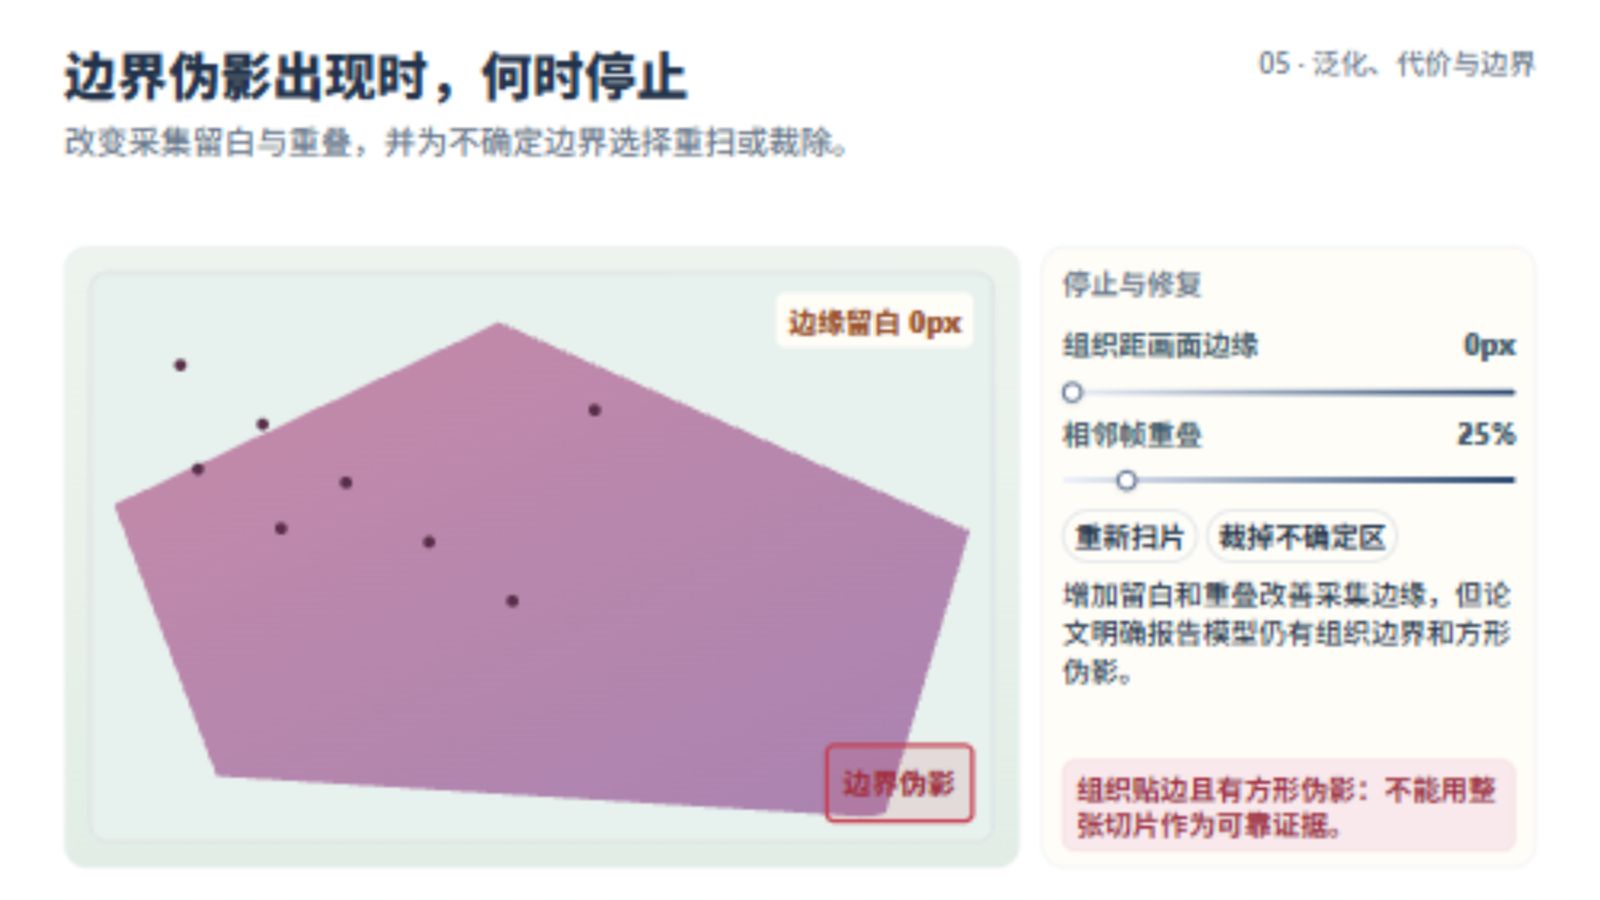 边界伪影出现时，何时停止
05 · 泛化、代价与边界
改变采集留白与重叠，并为不确定边界选择重扫或裁除。
边缘留白 0px
边界伪影
停止与修复
组织距画面边缘 0px
相邻帧重叠 25%
重新扫片 裁掉不确定区
增加留白和重叠改善采集边缘，但论
文明确报告模型仍有组织边界和方形
伪影。
组织贴边且有方形伪影：不能用整
张切片作为可靠证据。